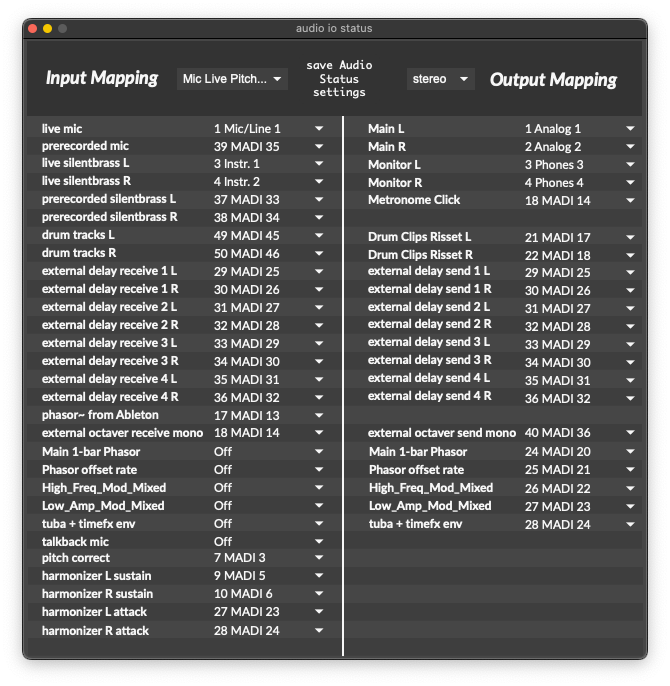 audio io status
Input Mapping
Mic Live Pitch...
save Audio
Status
settings
stereo
Output Mapping
live mic 1 Mic/Line 1
prerecorded mic 39 MADI 35
live silentbrass L 3 Instr. 1
live silentbrass R 4 Instr. 2
prerecorded silentbrass L 37 MADI 33
prerecorded silentbrass R 38 MADI 34
drum tracks L 49 MADI 45
drum tracks R 50 MADI 46
external delay receive 1 L 29 MADI 25
external delay receive 1 R 30 MADI 26
external delay receive 2 L 31 MADI 27
external delay receive 2 R 32 MADI 28
external delay receive 3 L 33 MADI 29
external delay receive 3 R 34 MADI 30
external delay receive 4 L 35 MADI 31
external delay receive 4 R 36 MADI 32
phasor~ from Ableton 17 MADI 13
external octaver receive mono 18 MADI 14
Main 1-bar Phasor Off
Phasor offset rate Off
High_Freq_Mod_Mixed Off
Low_Amp_Mod_Mixed Off
tuba + timefx env Off
talkback mic Off
pitch correct 7 MADI 3
harmonizer L sustain 9 MADI 5
harmonizer R sustain 10 MADI 6
harmonizer L attack 27 MADI 23
harmonizer R attack 28 MADI 24
Main L 1 Analog 1
Main R 2 Analog 2
Monitor L 3 Phones 3
Monitor R 4 Phones 4
Metronome Click 18 MADI 14
Drum Clips Risset L 21 MADI 17
Drum Clips Risset R 22 MADI 18
external delay send 1 L 29 MADI 25
external delay send 1 R 30 MADI 26
external delay send 2 L 31 MADI 27
external delay send 2 R 32 MADI 28
external delay send 3 L 33 MADI 29
external delay send 3 R 34 MADI 30
external delay send 4 L 35 MADI 31
external delay send 4 R 36 MADI 32
external octaver send mono 40 MADI 36
Main 1-bar Phasor 24 MADI 20
Phasor offset rate 25 MADI 21
High_Freq_Mod_Mixed 26 MADI 22
Low_Amp_Mod_Mixed 27 MADI 23
tuba + timefx env 28 MADI 24